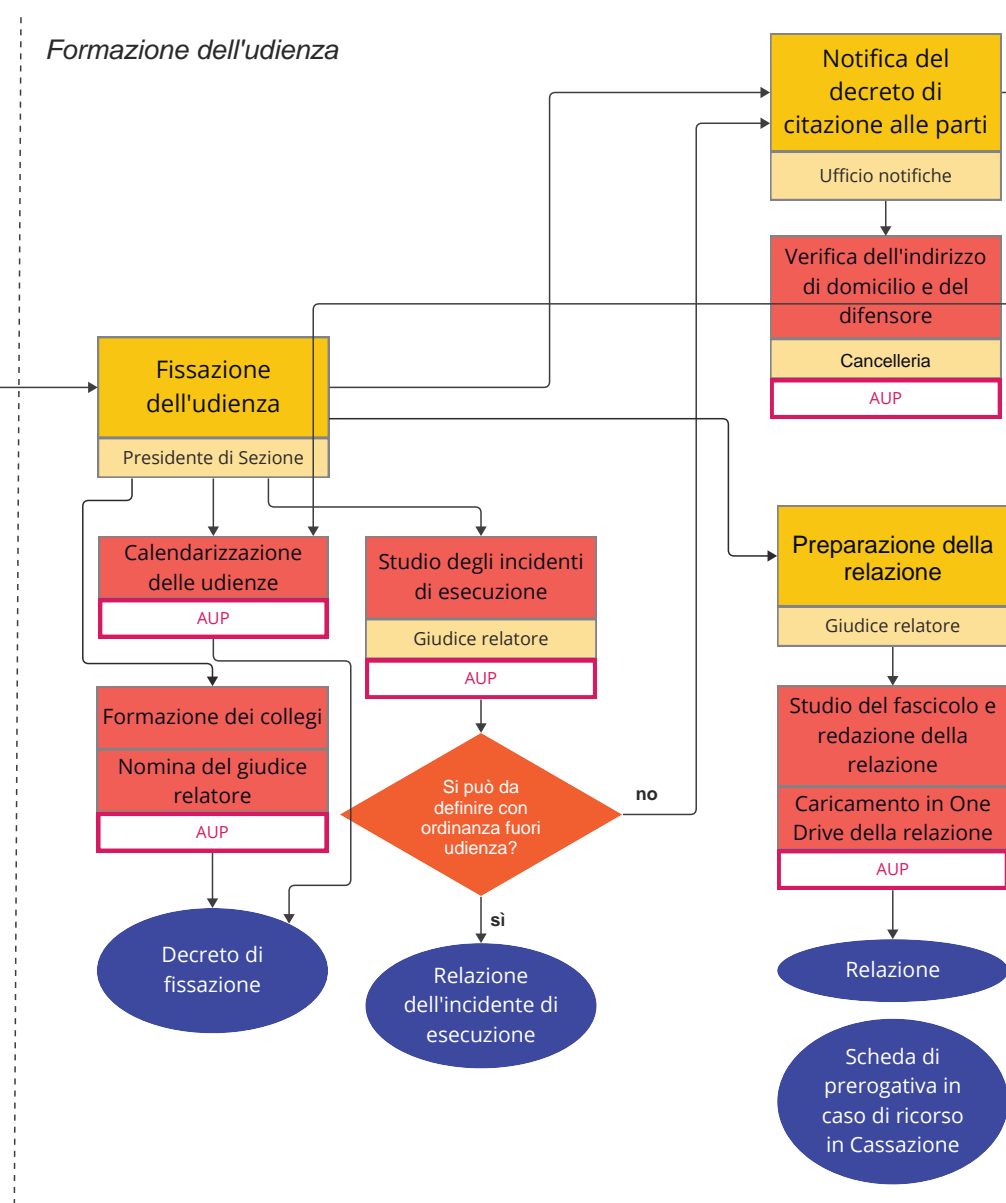 Formazione dell'udienza
Notifica del
decreto di
citazione alle parti
Ufficio notifiche
Verifica dell'indirizzo
di domicilio e del
difensore
Cancelleria
AUP
Fissazione
dell'udienza
Presidente di Sezione
Calendarizzazione
delle udienze
AUP
Studio degli incidenti
di esecuzione
Giudice relatore
AUP
Preparazione della
relazione
Giudice relatore
Formazione dei collegi
Nomina del giudice
relatore
AUP
Si può da
definire con
ordinanza fuori
udienza?
no
sì
Studio del fascicolo e
redazione della
relazione
Caricamento in One
Drive della relazione
AUP
Decreto di
fissazione
Relazione
dell'incidente di
esecuzione
Relazione
Scheda di
prerogativa in
caso di ricorso
in Cassazione